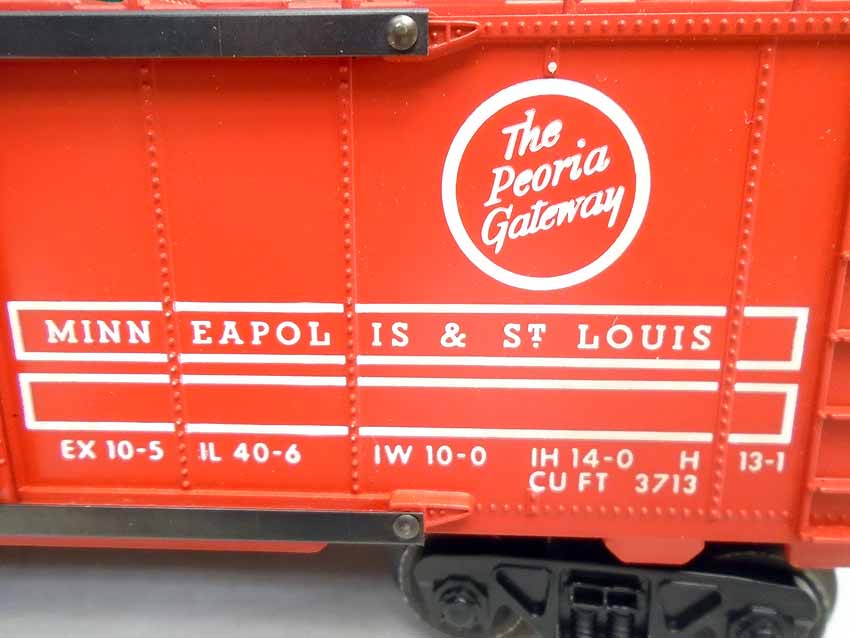 The
Peoria
Gateway
MINNEAPOLIS & ST. LOUIS
EX 10-5 IL 40-6 IW 10-0 IH 14-0 H 13-1
CU FT 3713